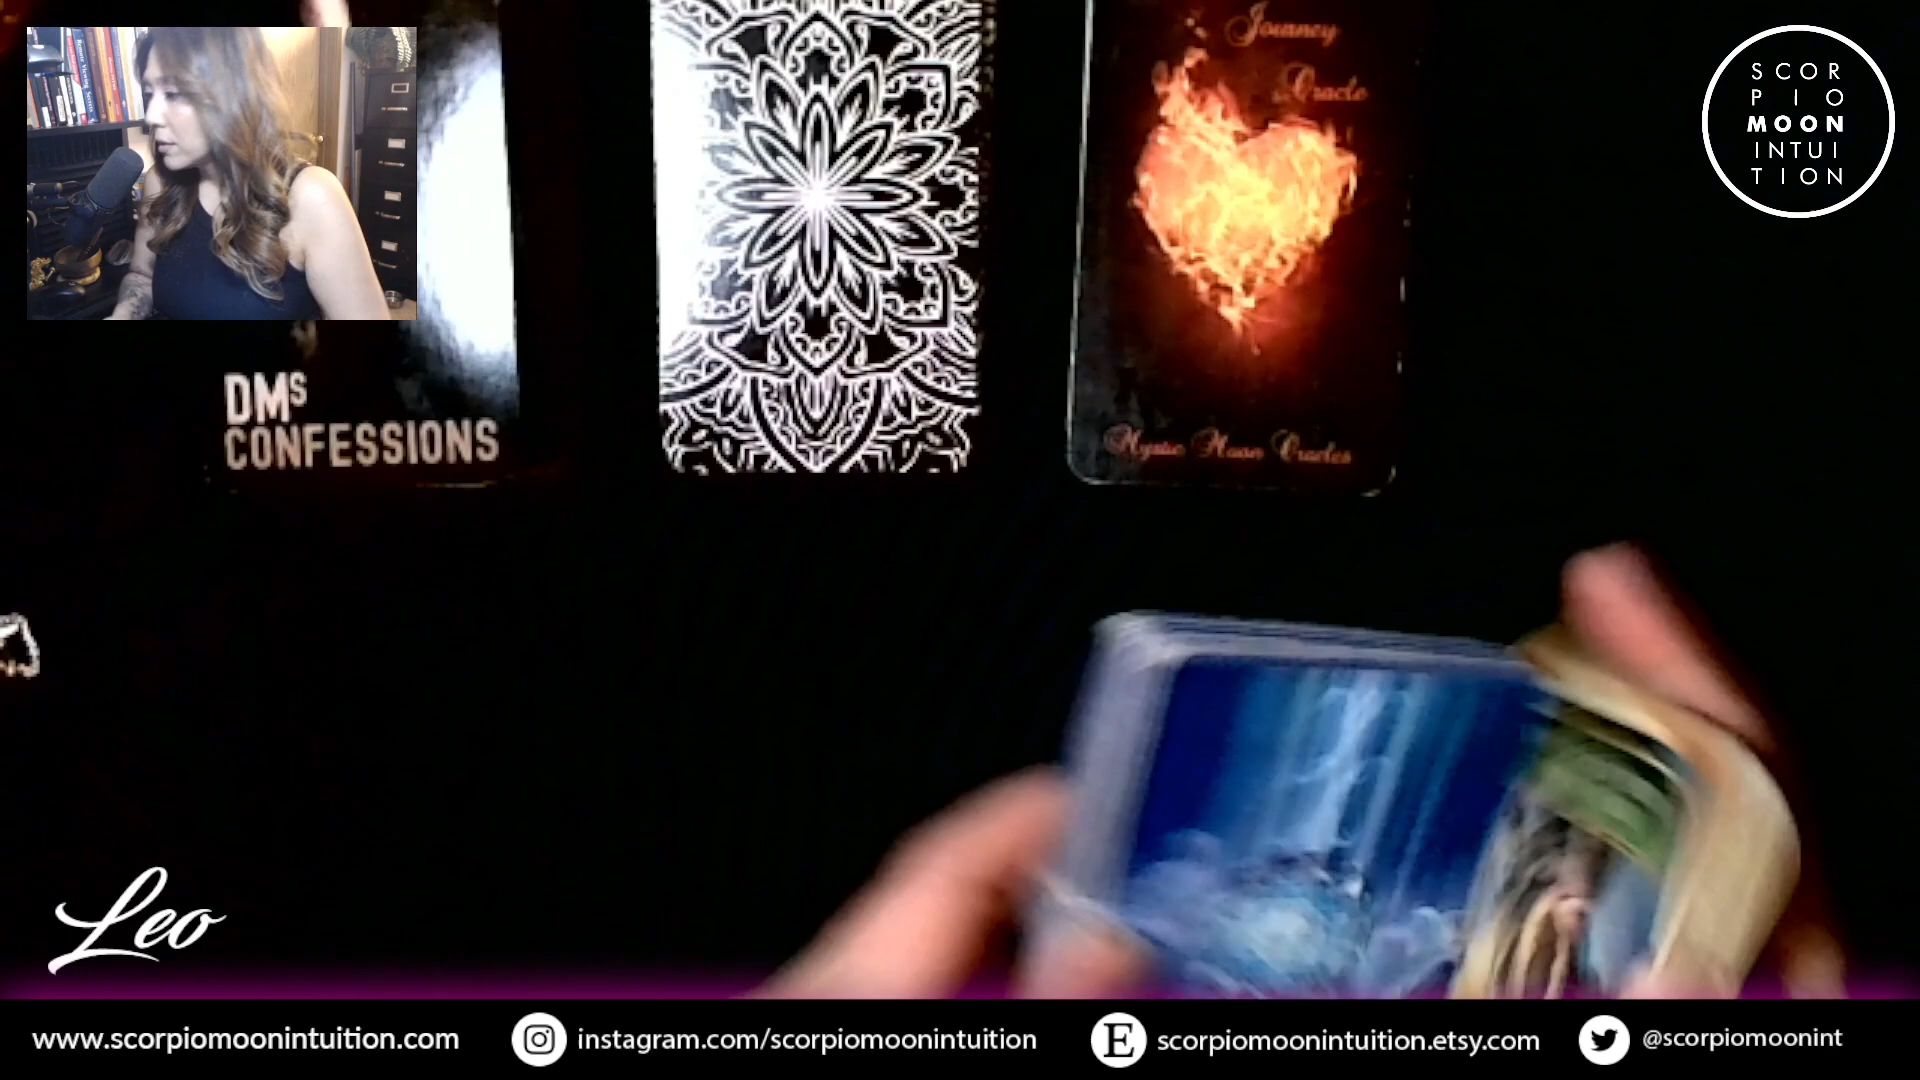 Journey
Oracle
SCOR
PIO
MOON
INTUI
TION
DMs
CONFESSIONS
Mystic Moon Oracles
Leo
www.scorpiomoonintuition.com
instagram.com/scorpiomoonintuition
E
scorpiomoonintuition.etsy.com
@scorpiomoonint